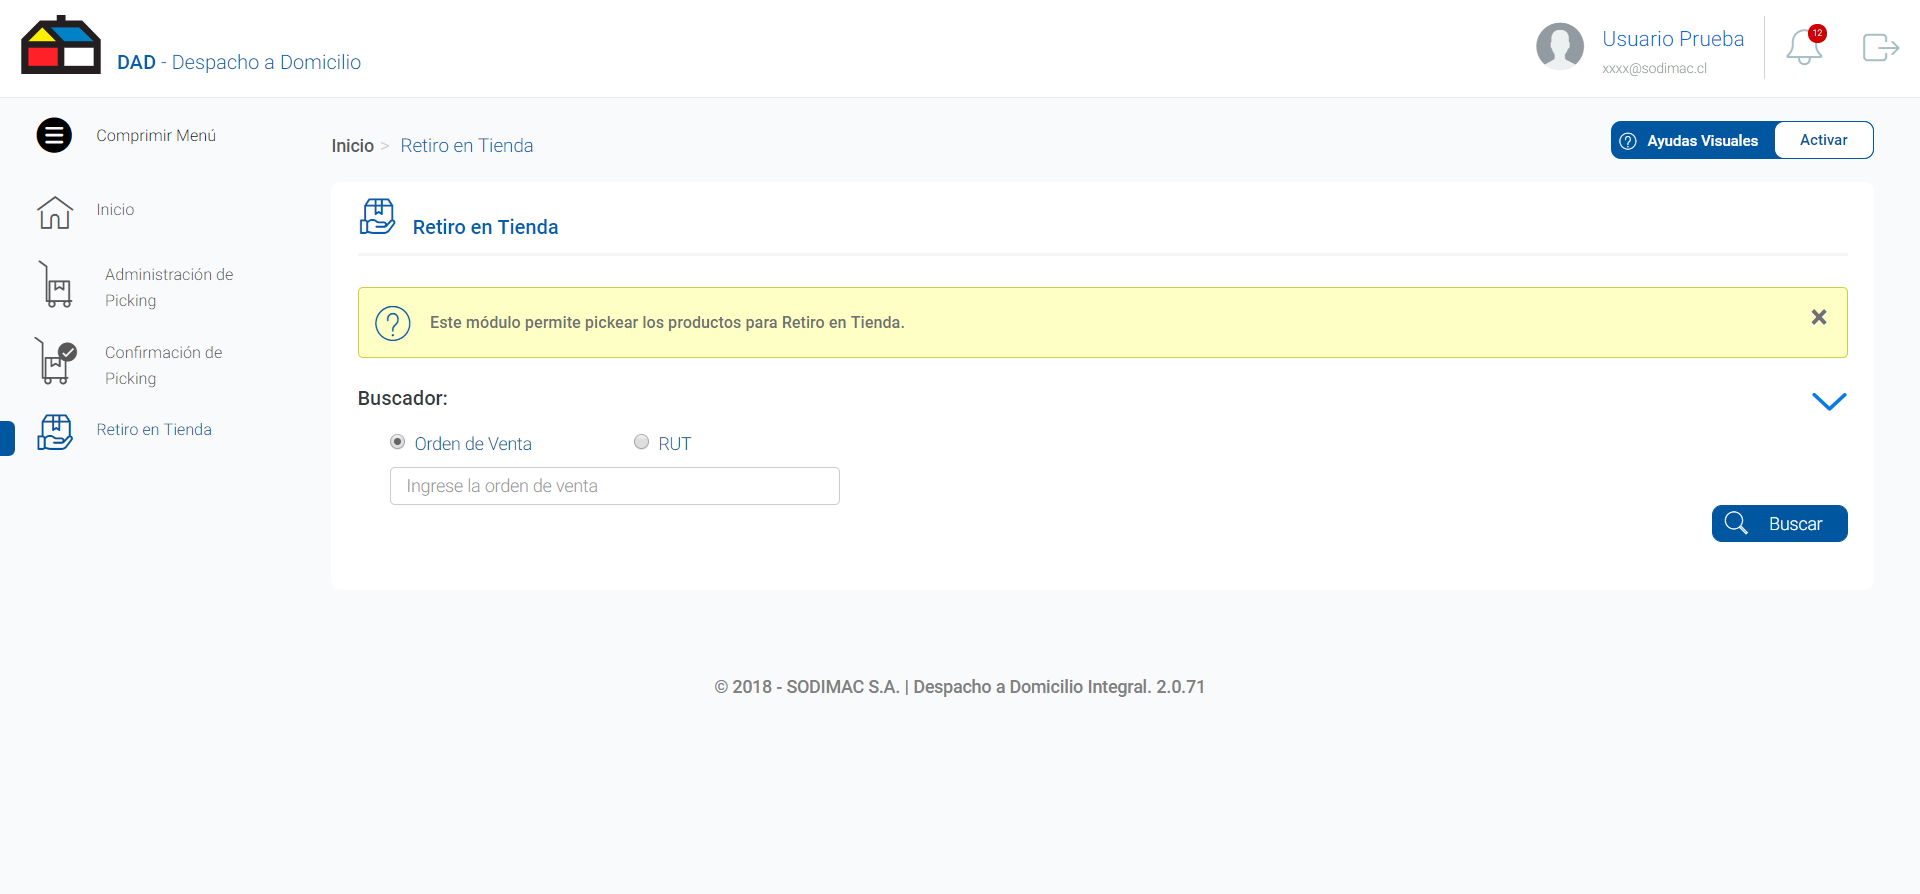 DAD - Despacho a Domicilio
Usuario Prueba
xxxx@sodimac.cl
12
Comprimir Menú
Inicio
Administración de
Picking
Confirmación de
Picking
Retiro en Tienda
Inicio > Retiro en Tienda
? Ayudas Visuales
Activar
Retiro en Tienda
? Este módulo permite pickear los productos para Retiro en Tienda. ×
Buscador:
Orden de Venta
RUT
Ingrese la orden de venta
Buscar
© 2018 - SODIMAC S.A. | Despacho a Domicilio Integral. 2.0.71